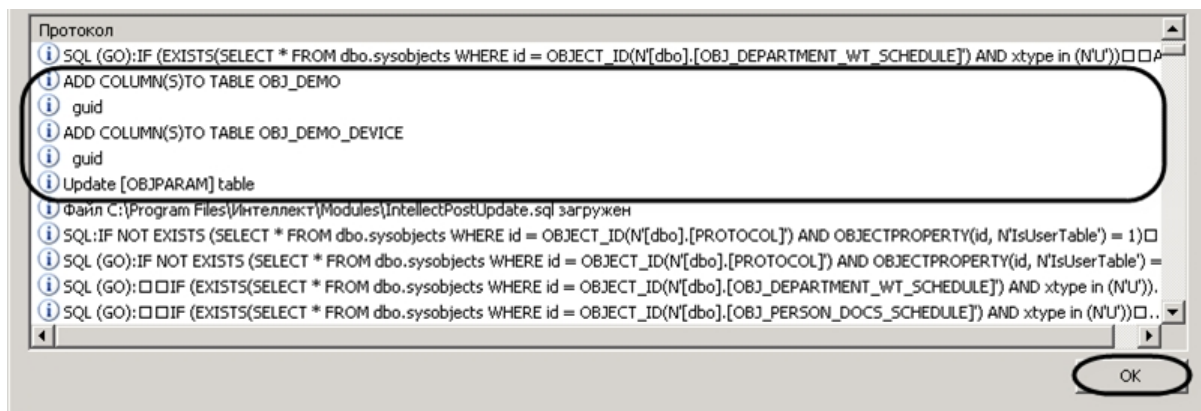 Протокол
SQL (GO):IF (EXISTS(SELECT * FROM dbo.sysobjects WHERE id = OBJECT_ID(N'[dbo].[OBJ_DEPARTMENT_WT_SCHEDULE]') AND xtype in (N'U'))□□A
ADD COLUMN(S)TO TABLE OBJ_DEMO
guid
ADD COLUMN(S)TO TABLE OBJ_DEMO_DEVICE
guid
Update [OBJPARAM] table
Файл C:\Program Files\Интеллект\Modules\IntellectPostUpdate.sql загружен
SQL:IF NOT EXISTS (SELECT * FROM dbo.sysobjects WHERE id = OBJECT_ID(N'[dbo].[PROTOCOL]') AND OBJECTPROPERTY(id, N'IsUserTable') = 1)□
SQL (GO):IF NOT EXISTS (SELECT * FROM dbo.sysobjects WHERE id = OBJECT_ID(N'[dbo].[PROTOCOL]') AND OBJECTPROPERTY(id, N'IsUserTable') =
SQL (GO):□□IF (EXISTS(SELECT * FROM dbo.sysobjects WHERE id = OBJECT_ID(N'[dbo].[OBJ_DEPARTMENT_WT_SCHEDULE]') AND xtype in (N'U')).
SQL (GO):□□IF (EXISTS(SELECT * FROM dbo.sysobjects WHERE id = OBJECT_ID(N'[dbo].[OBJ_PERSON_DOCS_SCHEDULE]') AND xtype in (N'U'))□..
OK